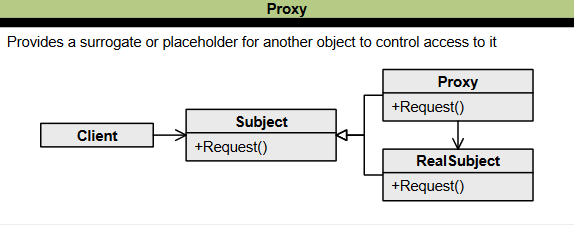 Proxy
Provides a surrogate or placeholder for another object to control access to it
Client
Subject
+Request()
Proxy
+Request()
RealSubject
+Request()